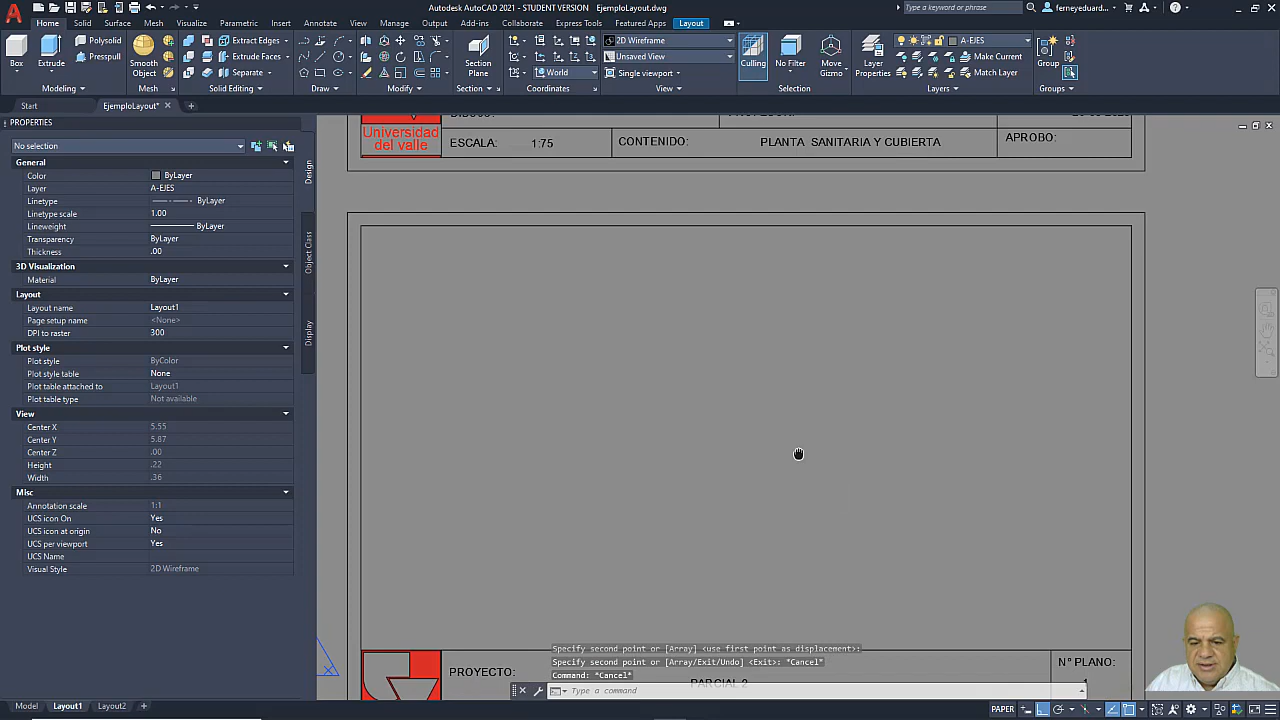 Autodesk AutoCAD 2021 - STUDENT VERSION EjemploLayout.dwg
Type a keyword or phrase
ferneyeduard...
Home Insert Annotate Solid Surface Mesh Visualize Parametric View Manage Output Add-ins Collaborate Express Tools Featured Apps Layout
Polysolid
Presspull
Box
Extrude
Smooth Object
Extract Edges
Extrude Faces
Separate
Section Plane
World
2D Wireframe
Unsaved View
Single viewport
Culling
No Filter
Move Gizmo
Layer Properties
A-EJES
Make Current
Match Layer
Group
Modeling
Mesh
Solid Editing
Draw
Modify
Section
Coordinates
View
Selection
Layers
Groups
Start
EjemploLayout*
PROPERTIES
No selection
General
Color ByLayer
Layer A-EJES
Linetype ByLayer
Linetype scale 1.00
Lineweight ByLayer
Transparency ByLayer
Thickness .00
3D Visualization
Material ByLayer
Layout
Layout name Layout1
Page setup name <None>
DPI to raster 300
Plot style
Plot style ByColor
Plot style table None
Plot table attached to Layout1
Plot table type Not available
View
Center X 5.55
Center Y 5.87
Center Z .00
Height .22
Width .36
Misc
Annotation scale 1:1
UCS icon On Yes
UCS icon at origin No
UCS per viewport Yes
UCS Name
Visual Style 2D Wireframe
Design
Object Class
Display
Universidad del valle
ESCALA: 1:75
CONTENIDO: PLANTA SANITARIA Y CUBIERTA
APROBO:
PROYECTO:
PARCIAL 2
N° PLANO:
1
Specify second point or [Array] <use first point as displacement>:
Specify second point or [Array/Exit/Undo] <Exit>: *Cancel*
Command: *Cancel*
Type a command
Model Layout1 Layout2
PAPER